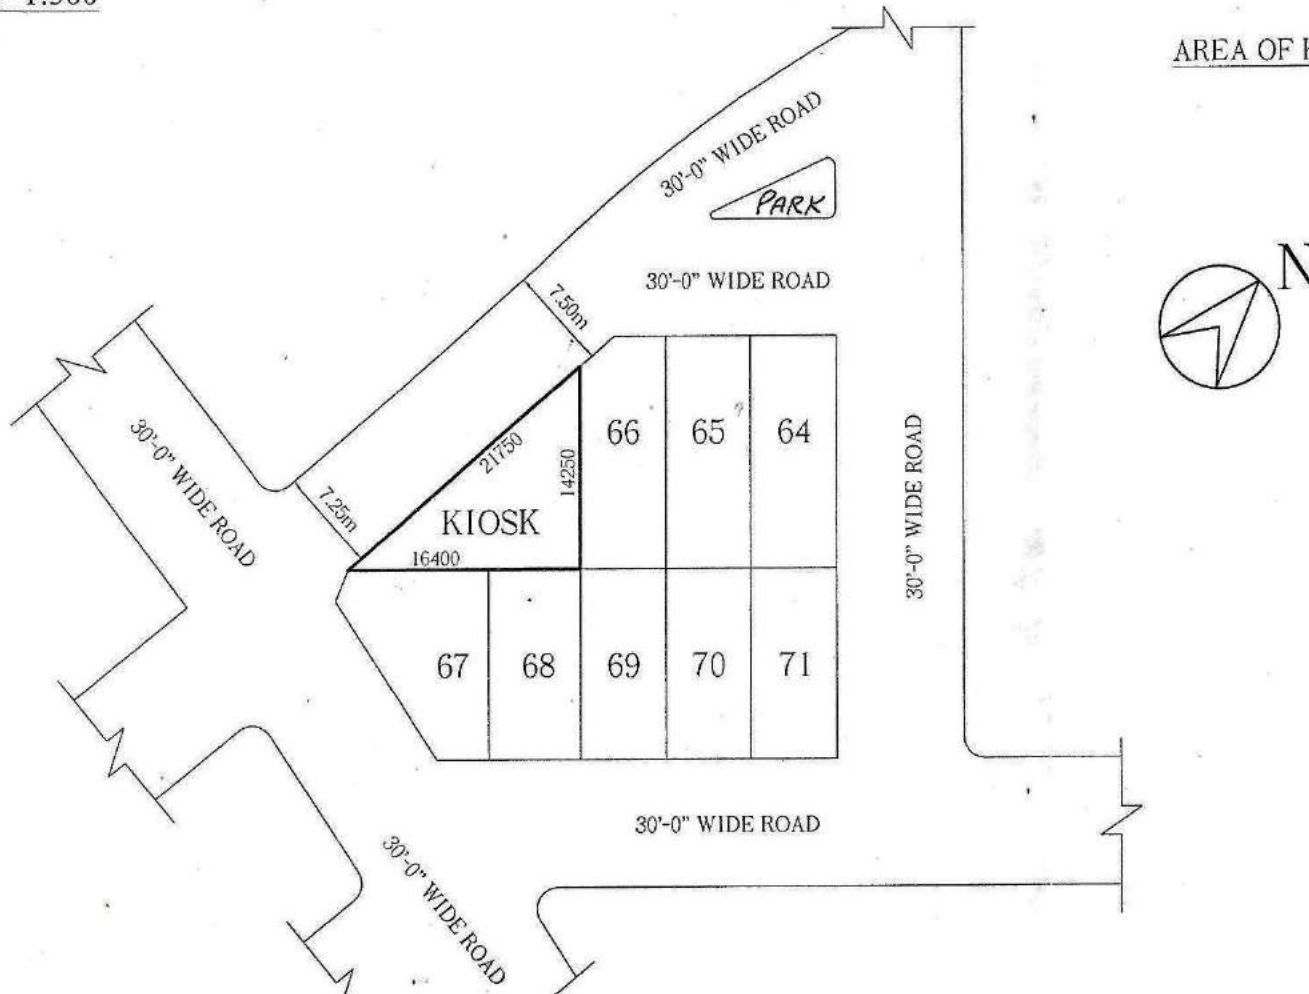 1:500
AREA OF
30'-0" WIDE ROAD
PARK
N
30'-0" WIDE ROAD
7.50m
30'-0" WIDE ROAD
66
65
64
21750
14250
30'-0" WIDE ROAD
7.25m
KIOSK
16400
67
68
69
70
71
30'-0" WIDE ROAD
30'-0" WIDE ROAD